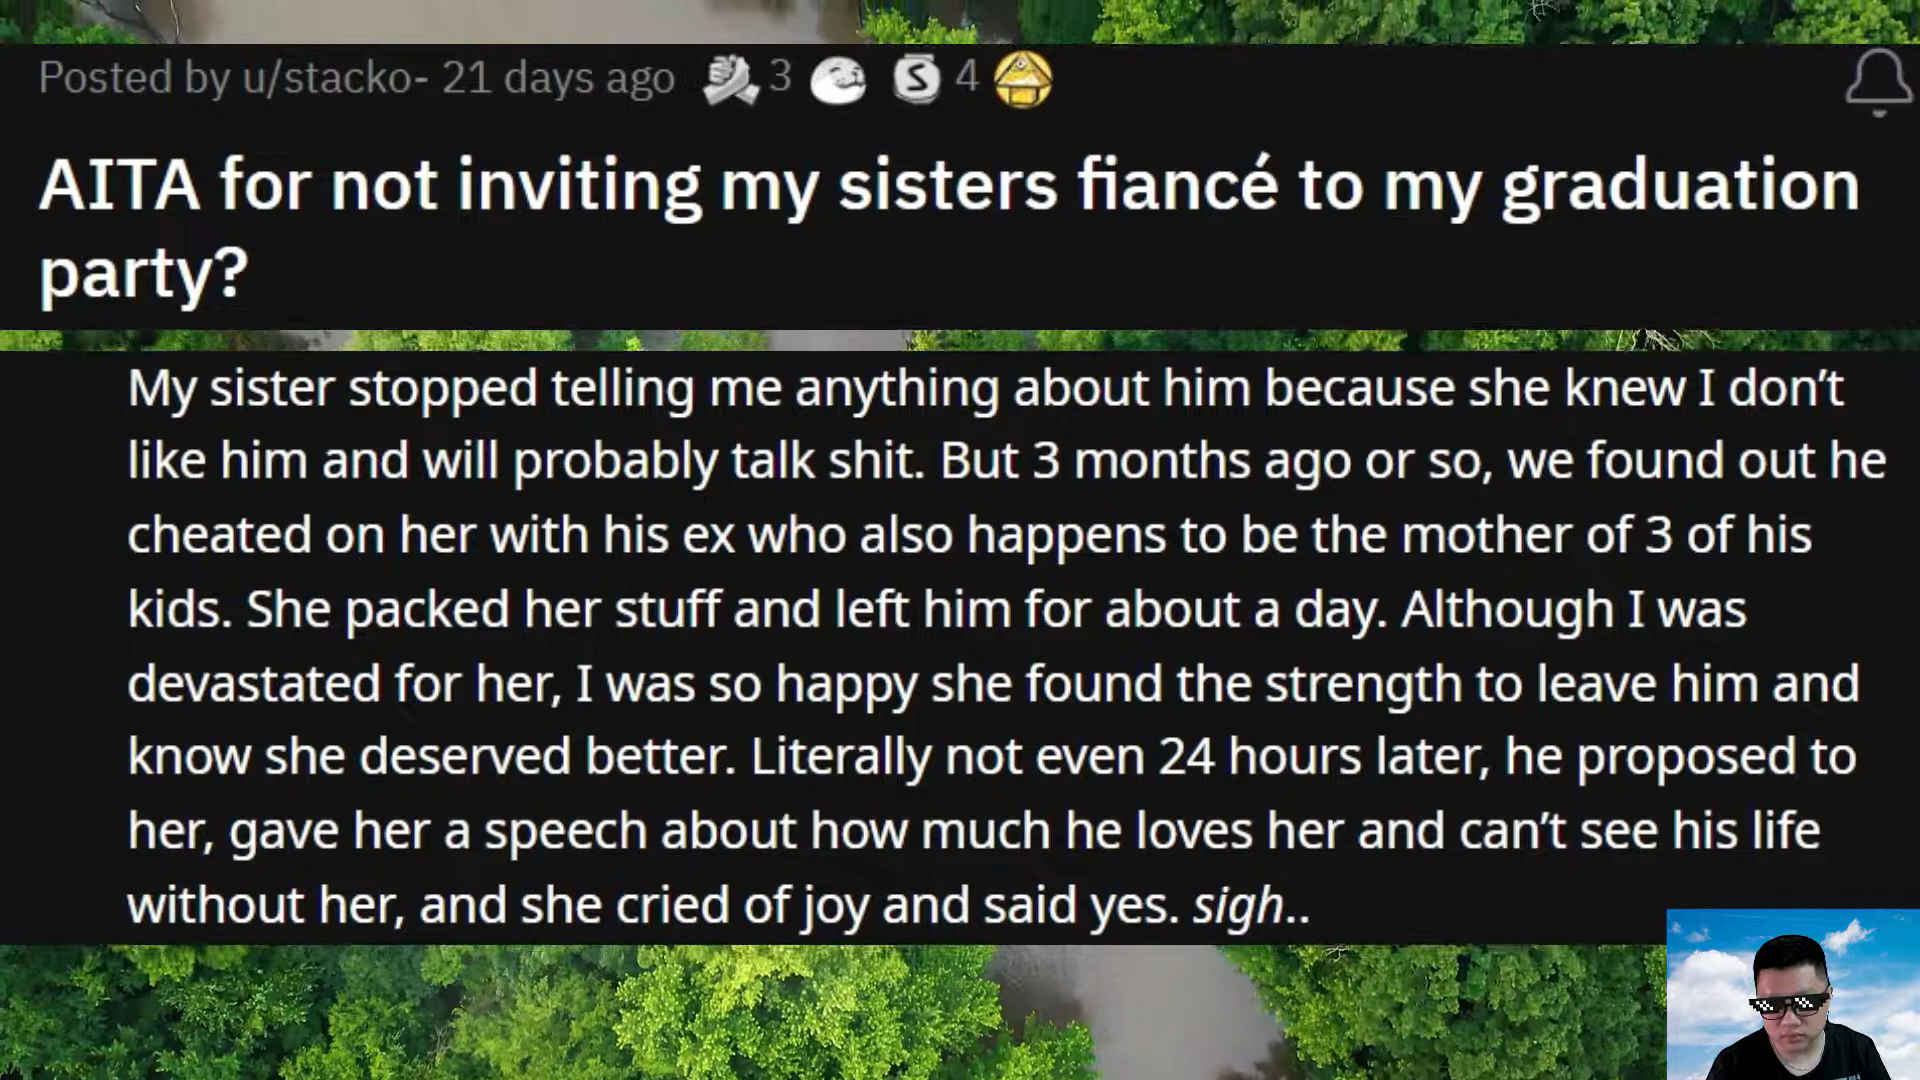 Posted by u/stacko- 21 days ago 3 S 4
AITA for not inviting my sisters fiancé to my graduation
party?
My sister stopped telling me anything about him because she knew I don’t
like him and will probably talk shit. But 3 months ago or so, we found out he
cheated on her with his ex who also happens to be the mother of 3 of his
kids. She packed her stuff and left him for about a day. Although I was
devastated for her, I was so happy she found the strength to leave him and
know she deserved better. Literally not even 24 hours later, he proposed to
her, gave her a speech about how much he loves her and can’t see his life
without her, and she cried of joy and said yes. sigh..